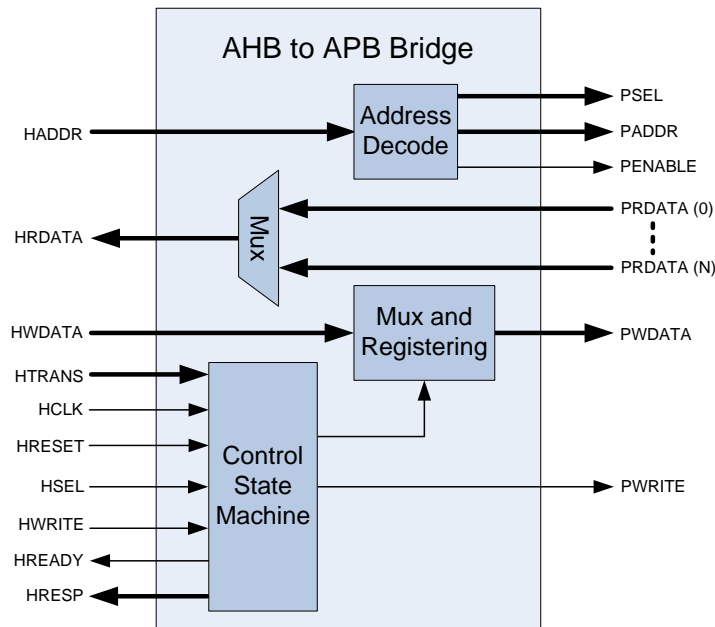 AHB to APB Bridge
Address
Decode
HADDR
PSEL
PADDR
PENABLE
Mux
HRDATA
PRDATA (0)
PRDATA (N)
HWDATA
Mux and
Registering
PWDATA
HTRANS
HCLK
HRESET
HSEL
HWRITE
HREADY
HRESP
Control
State
Machine
PWRITE